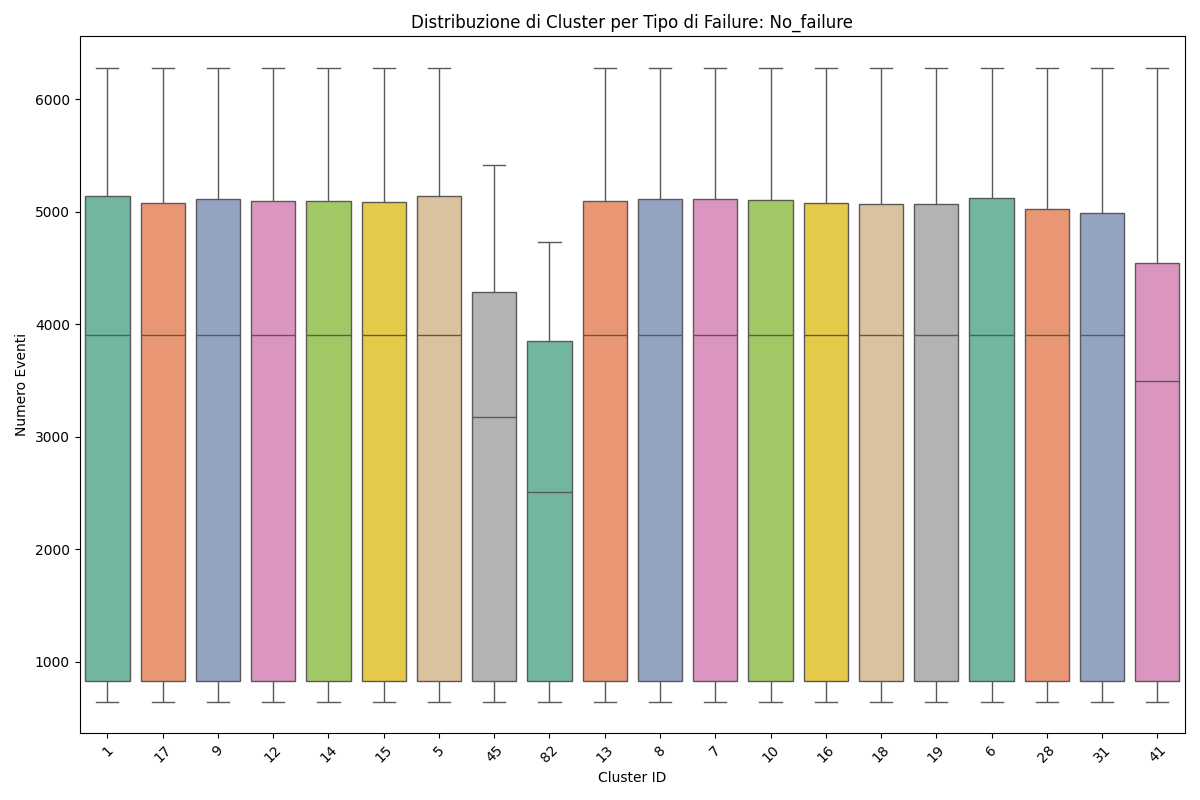 Distribuzione di Cluster per Tipo di Failure: No_failure
6000
5000
4000
3000
2000
1000
Numero Eventi
1 17 9 12 14 15 5 45 82 13 8 7 10 16 18 19 6 28 31 41
Cluster ID